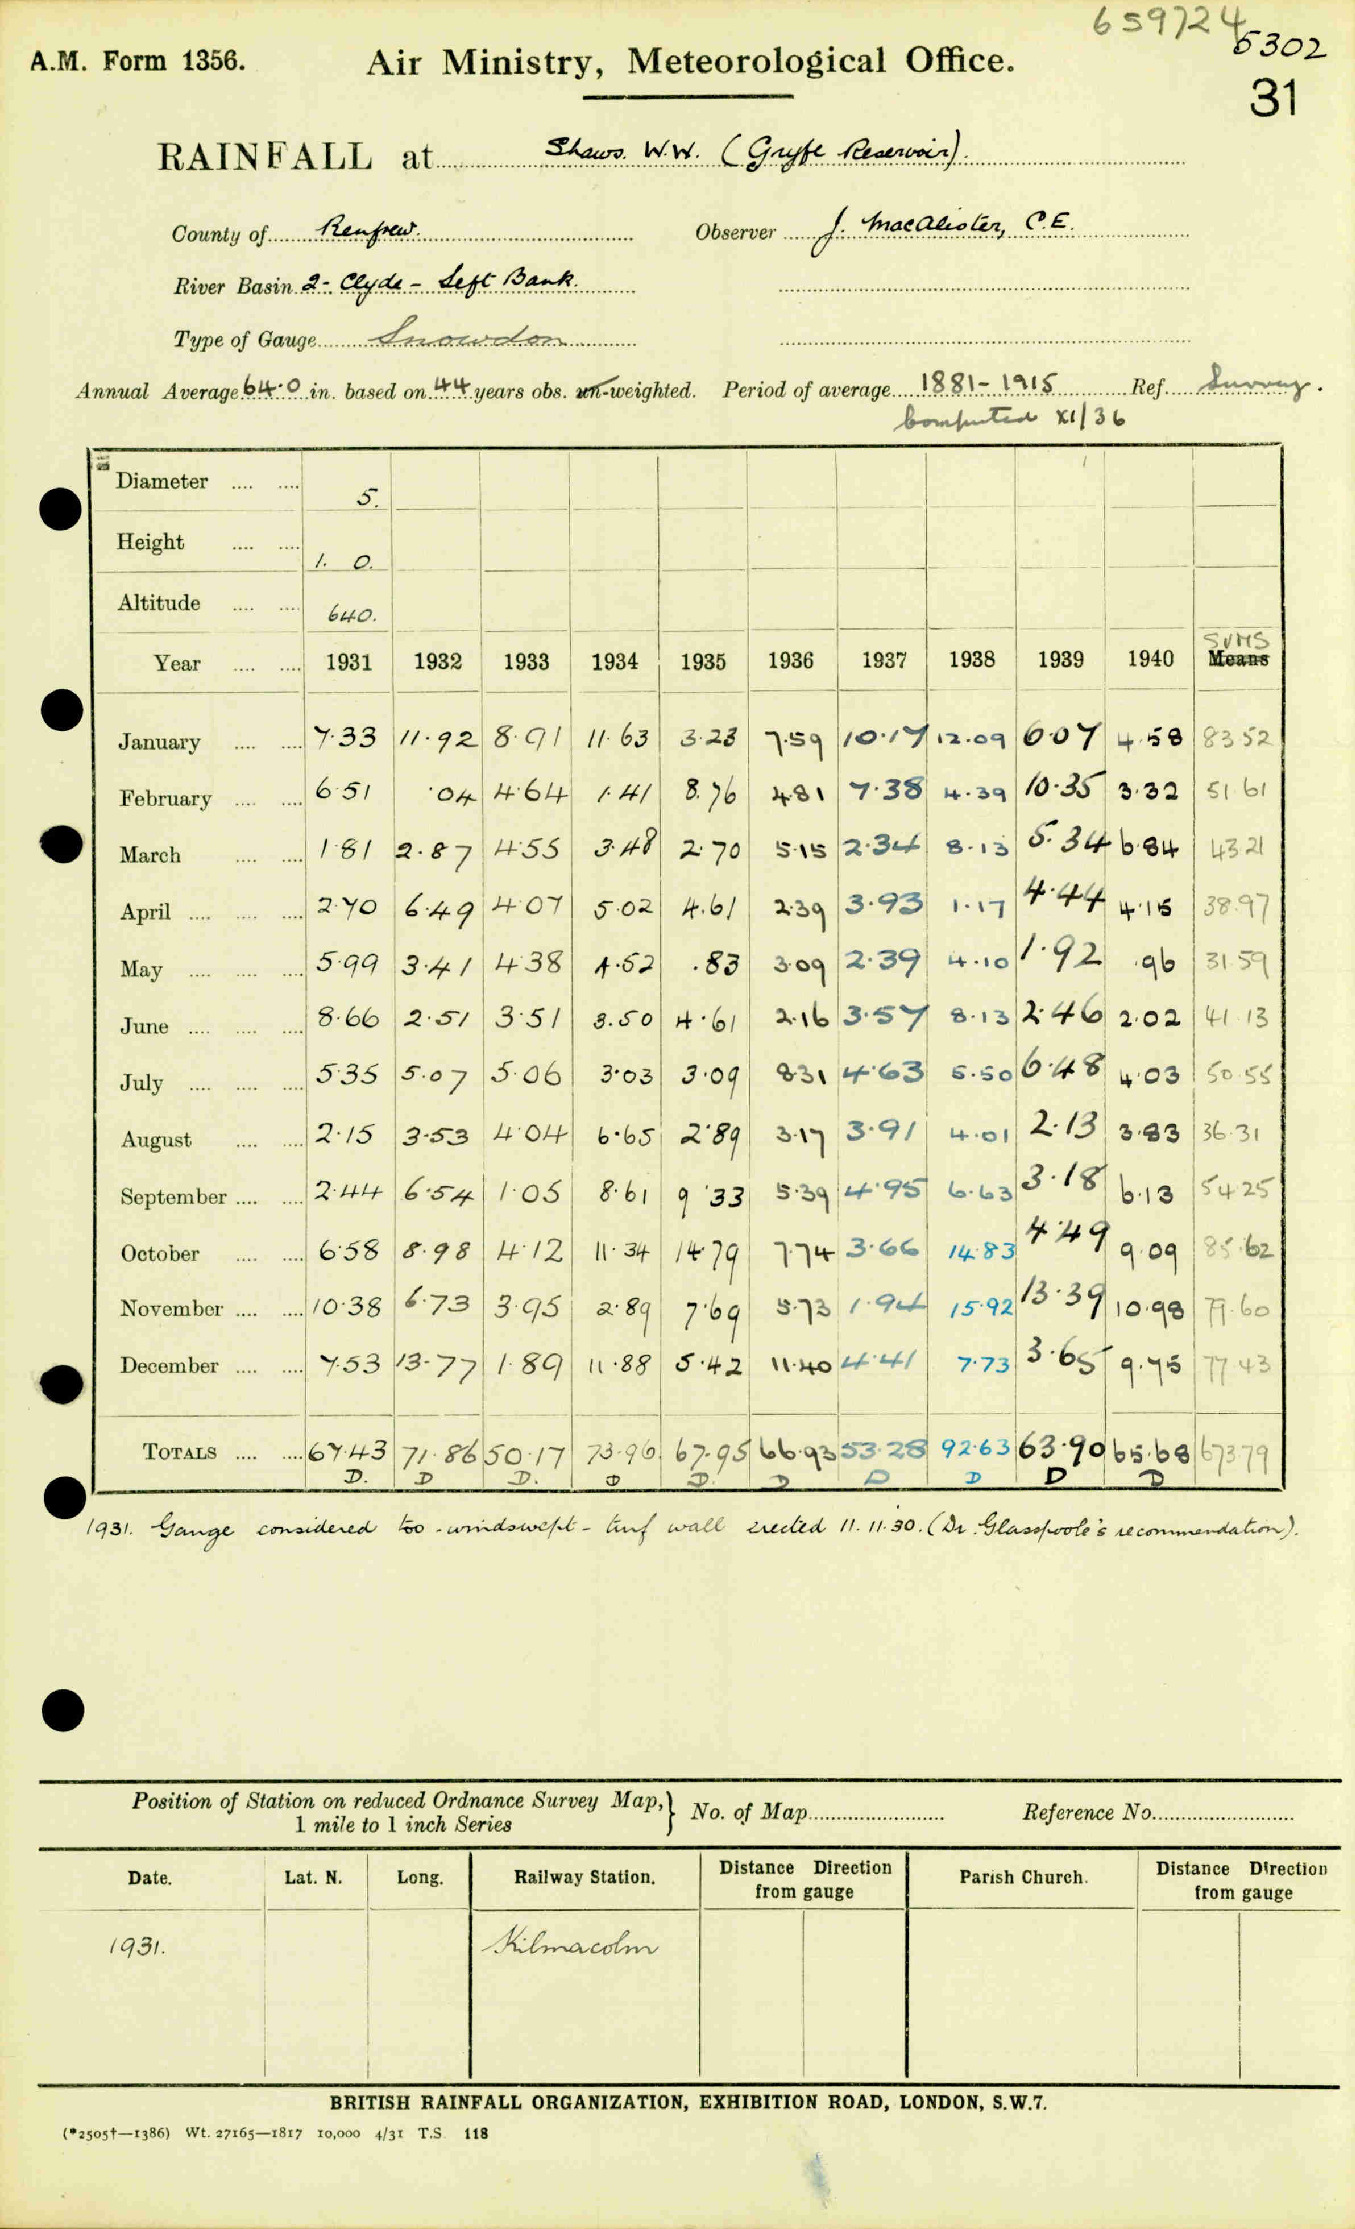 659724
5302
A.M. Form 1356.
Air Ministry, Meteorological Office.
31
RAINFALL at Shaws W.W. (Gryfe Reservoir).
County of Renfrew. Observer J. MacAlister, C.E.
River Basin 2 - Clyde - Left Bank.
Type of Gauge Snowdon
Annual Average 64.0 in. based on 44 years obs. un-weighted. Period of average 1881-1915 Ref. Survey.
Computed XI/36
Diameter 5.
Height 1. 0.
Altitude 640.
SUMS
Year 1931 1932 1933 1934 1935 1936 1937 1938 1939 1940 Means
January 7.33 11.92 8.91 11.63 3.23 7.59 10.17 12.09 6.07 4.58 83.52
February 6.51 .04 4.64 1.41 8.76 4.81 7.38 4.39 10.35 3.32 51.61
March 1.81 2.87 4.55 3.48 2.70 5.15 2.34 8.13 5.34 6.84 43.21
April 2.70 6.49 4.07 5.02 4.61 2.39 3.93 1.17 4.44 4.15 38.97
May 5.99 3.41 4.38 4.52 .83 3.09 2.39 4.10 1.92 .96 31.59
June 8.66 2.51 3.51 3.50 4.61 2.16 3.57 8.13 2.46 2.02 41.13
July 5.35 5.07 5.06 3.03 3.09 8.31 4.63 5.50 6.48 4.03 50.55
August 2.15 3.53 4.04 6.65 2.89 3.17 3.91 4.01 2.13 3.83 36.31
September 2.44 6.54 1.05 8.61 9.33 5.39 4.95 6.63 3.18 6.13 54.25
October 6.58 8.98 4.12 11.34 14.79 7.74 3.66 14.83 4.49 9.09 85.62
November 10.38 6.73 3.95 2.89 7.69 5.73 1.94 15.92 13.39 10.98 79.60
December 7.53 13.77 1.89 11.88 5.42 11.40 4.41 7.73 3.65 9.75 77.43
TOTALS 67.43 71.86 50.17 73.96 67.95 66.93 53.28 92.63 63.90 65.68 673.79
D. D D. D D. D D D D D
1931. Gauge considered too windswept - turf wall erected 11.11.30. (Dr. Glasspoole's recommendation).
Position of Station on reduced Ordnance Survey Map, 1 mile to 1 inch Series } No. of Map Reference No.
Date. Lat. N. Long. Railway Station. Distance Direction from gauge Parish Church. Distance Direction from gauge
1931. Kilmacolm
BRITISH RAINFALL ORGANIZATION, EXHIBITION ROAD, LONDON, S.W.7.
(*2505†—1386) Wt. 27165—1817 10,000 4/31 T.S. 118